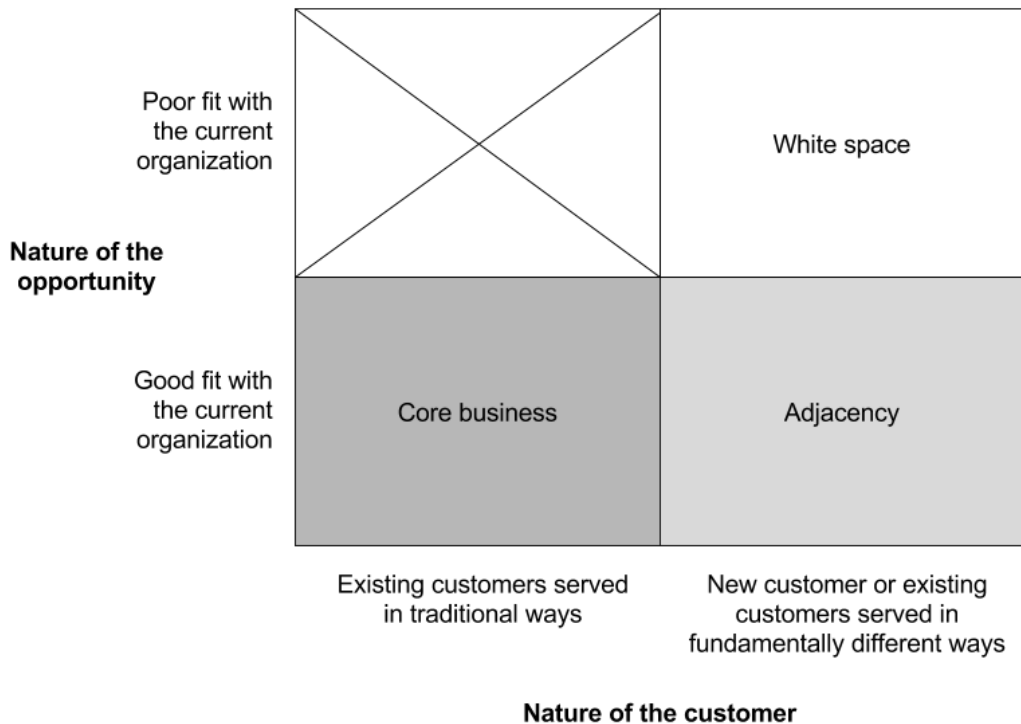 Poor fit with
the current
organization
White space
Nature of the
opportunity
Good fit with
the current
organization
Core business
Adjacency
Existing customers served
in traditional ways
New customer or existing
customers served in
fundamentally different ways
Nature of the customer